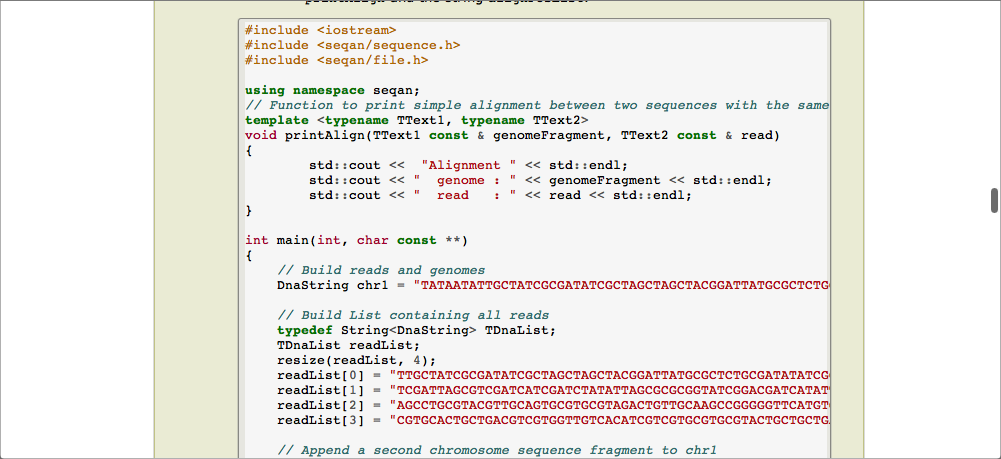 #include <iostream>
#include <seqan/sequence.h>
#include <seqan/file.h>
using namespace seqan;
// Function to print simple alignment between two sequences with the same
template <typename TText1, typename TText2>
void printAlign(TText1 const & genomeFragment, TText2 const & read)
{
std::cout << "Alignment " << std::endl;
std::cout << " genome : " << genomeFragment << std::endl;
std::cout << " read : " << read << std::endl;
}
int main(int, char const **)
{
// Build reads and genomes
DnaString chr1 = "TATAATATTGCTATCGCGATATCGCTAGCTAGCTACGGATTATGCGCTCTG
// Build List containing all reads
typedef String<DnaString> TDnaList;
TDnaList readList;
resize(readList, 4);
readList[0] = "TTGCTATCGCGATATCGCTAGCTAGCTACGGATTATGCGCTCTGCGATATATCG
readList[1] = "TCGATTAGCGTCGATCATCGATCTATATTAGCGCGCGGTATCGGACGATCATAT
readList[2] = "AGCCTGCGTACGTTGCAGTGCGTGCGTAGACTGTTGCAAGCCGGGGGTTCATGT
readList[3] = "CGTGCACTGCTGACGTCGTGGTTGTCACATCGTCGTGCGTGCGTACTGCTGCTG
// Append a second chromosome sequence fragment to chr1